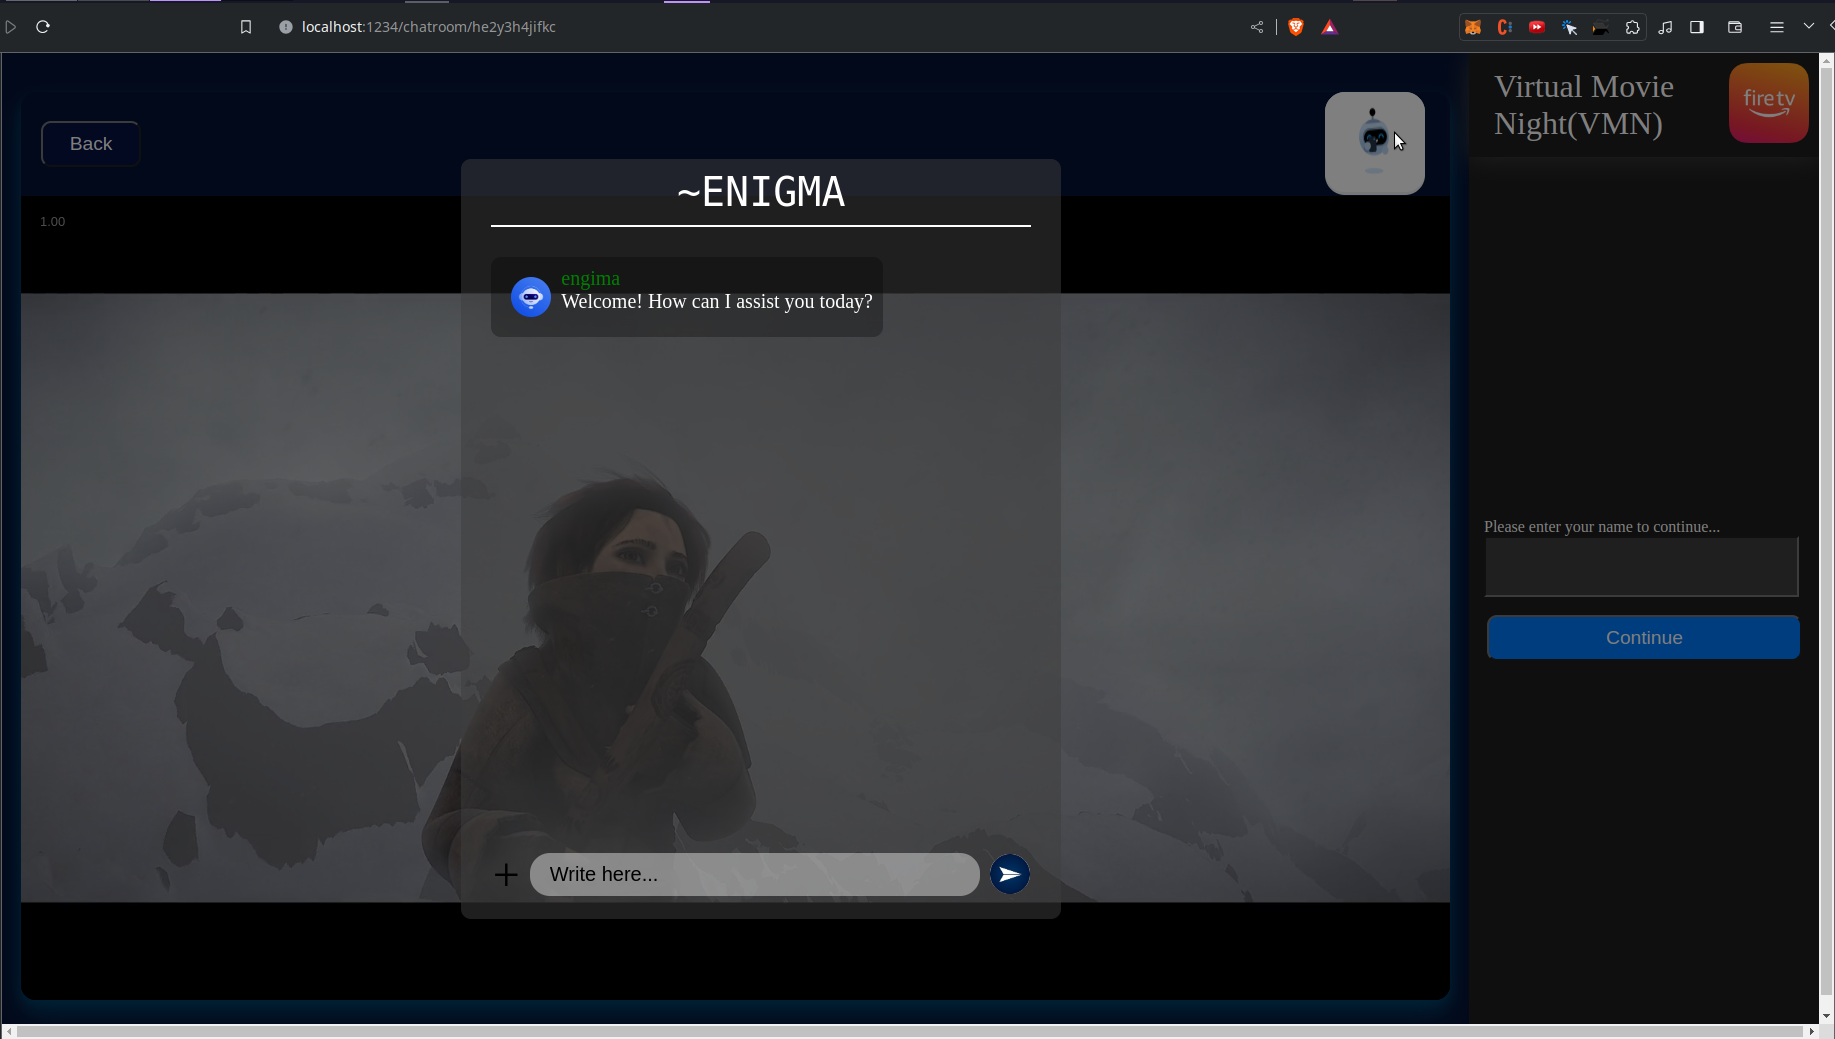 localhost:1234/chatroom/he2y3h4jifkc
Back
1.00
~ENIGMA
engima
Welcome! How can I assist you today?
Write here...
Virtual Movie
Night(VMN)
fire tv
Please enter your name to continue...
Continue